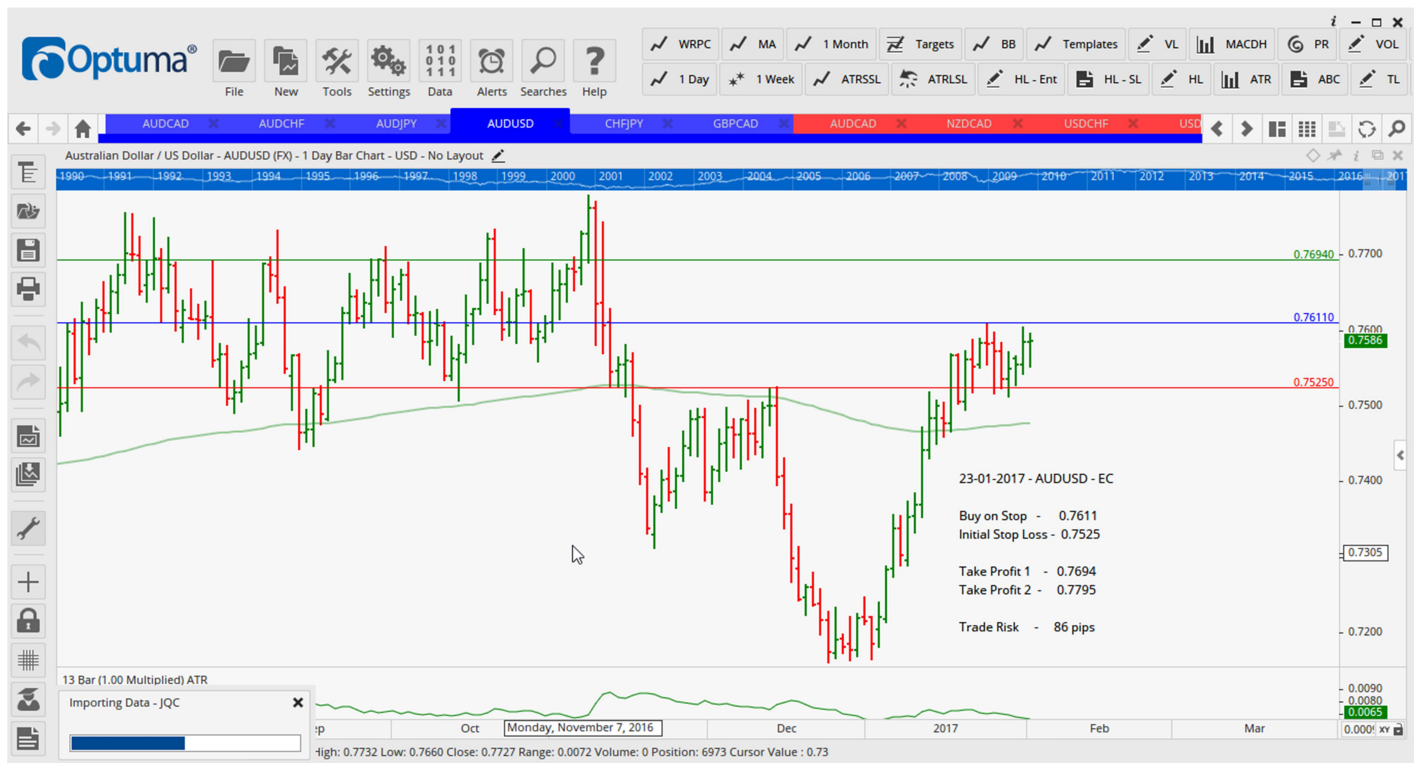 i
Optuma®
WRPC MA 1 Month Targets BB Templates VL MACDH PR VOL
1 Day 1 Week ATRSSL ATRLSL HL - Ent HL - SL HL ATR ABC TL
File New Tools Settings Data Alerts Searches Help
AUDCAD AUDCHF AUDJPY AUDUSD CHFJPY GBPCAD AUDCAD NZDCAD USDCHF USD
Australian Dollar / US Dollar - AUDUSD (FX) - 1 Day Bar Chart - USD - No Layout
1990 1991 1992 1993 1994 1995 1996 1997 1998 1999 2000 2001 2002 2003 2004 2005 2006 2007 2008 2009 2010 2011 2012 2013 2014 2015 2016 201
0.76940
0.7700
0.76110
0.7600
0.7586
0.75250
0.7500
0.7400
0.7305
0.7200
23-01-2017 - AUDUSD - EC
Buy on Stop - 0.7611
Initial Stop Loss - 0.7525
Take Profit 1 - 0.7694
Take Profit 2 - 0.7795
Trade Risk - 86 pips
13 Bar (1.00 Multiplied) ATR
0.0090
0.0080
0.0065
Importing Data - JQC
ep Oct Monday, November 7, 2016 Dec 2017 Feb Mar
XY
High: 0.7732 Low: 0.7660 Close: 0.7727 Range: 0.0072 Volume: 0 Position: 6973 Cursor Value : 0.73